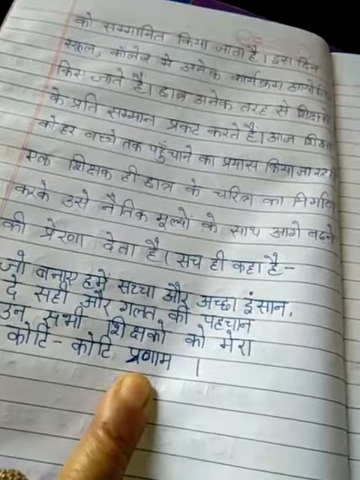 को सम्मानित किया जाता है। इस दिन
स्कूल, कॉलेज में अनेक कार्यक्रम आयोजित
किए जाते हैं। छात्र अनेक तरह से शिक्षकों
के प्रति सम्मान प्रकट करते हैं। आज शिक्षा
को हर बच्चे तक पहुँचाने का प्रयास किया जा रहा
एक शिक्षक ही छात्र के चरित्र का निर्माण
करके उसे नैतिक मूल्यों के साथ आगे बढ़ने
की प्रेरणा देता है। सच ही कहा है-
जो बनाए हमें सच्चा और अच्छा इंसान,
दे सही और गलत की पहचान
उन सभी शिक्षकों को मेरा
कोटि-कोटि प्रणाम ।